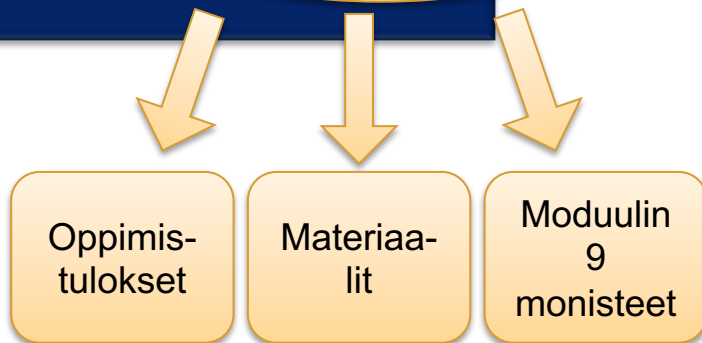 Oppimis-
tulokset
Materiaa-
lit
Moduulin
9
monisteet